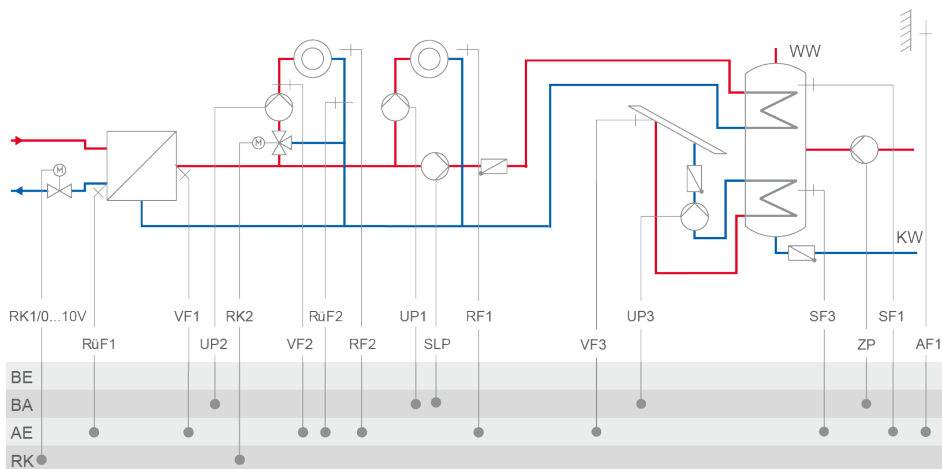 WW
M
M
KW
RK1/0...10V VF1 RK2 RüF2 UP1 RF1 UP3 SF3 SF1
RüF1 UP2 VF2 RF2 SLP VF3 ZP AF1
BE
BA
AE
RK